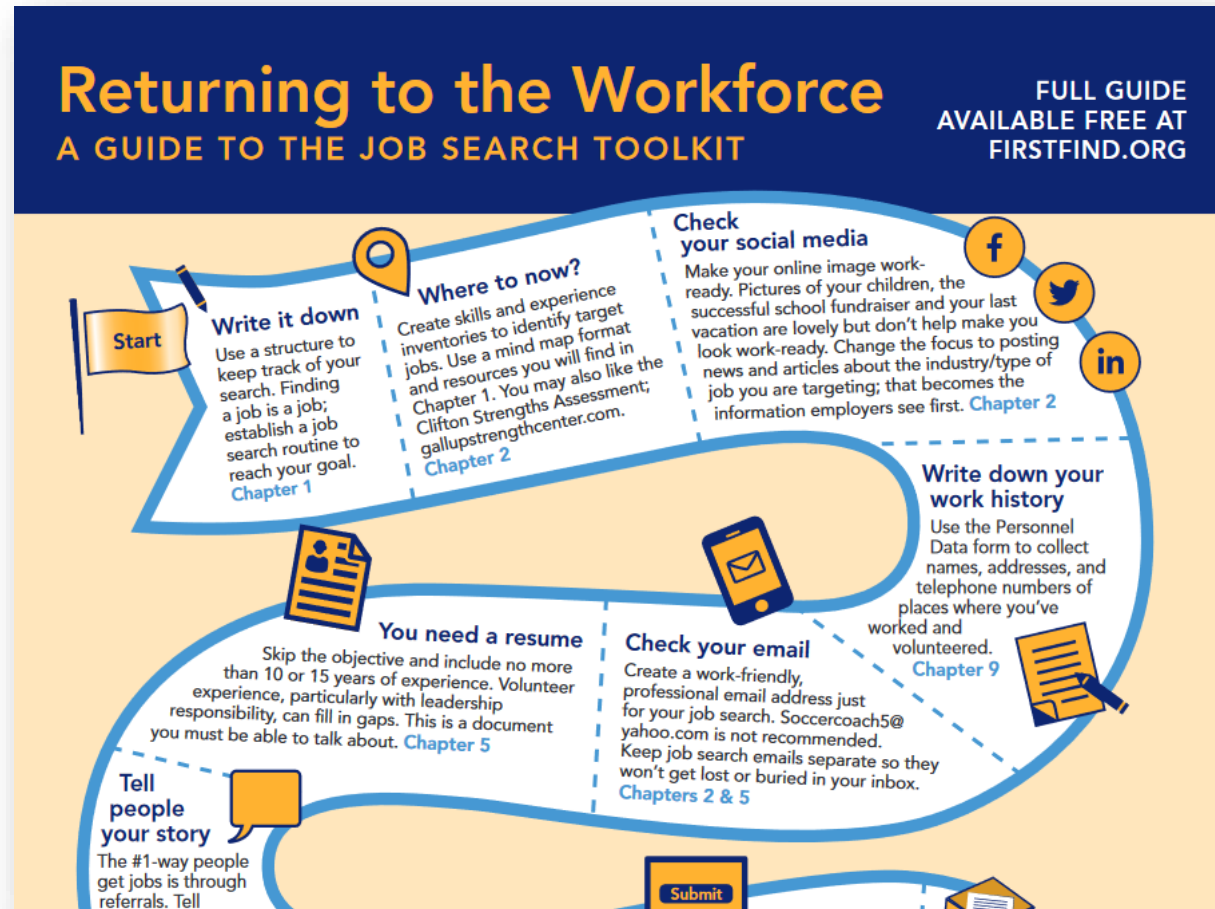 Returning to the Workforce
A GUIDE TO THE JOB SEARCH TOOLKIT
FULL GUIDE
AVAILABLE FREE AT
FIRSTFIND.ORG
Start
Write it down
Use a structure to
keep track of your
search. Finding
a job is a job;
establish a job
search routine to
reach your goal.
Chapter 1
Where to now?
Create skills and experience
inventories to identify target
jobs. Use a mind map format
and resources you will find in
Chapter 1. You may also like the
Clifton Strengths Assessment;
gallupstrengthcenter.com.
Chapter 2
Check
your social media
Make your online image work-
ready. Pictures of your children, the
successful school fundraiser and your last
vacation are lovely but don't help make you
look work-ready. Change the focus to posting
news and articles about the industry/type of
job you are targeting; that becomes the
information employers see first. Chapter 2
f
in
Write down your
work history
Use the Personnel
Data form to collect
names, addresses, and
telephone numbers of
places where you've
worked and
volunteered.
Chapter 9
Check your email
Create a work-friendly,
professional email address just
for your job search. Soccercoach5@
yahoo.com is not recommended.
Keep job search emails separate so they
won't get lost or buried in your inbox.
Chapters 2 & 5
You need a resume
Skip the objective and include no more
than 10 or 15 years of experience. Volunteer
experience, particularly with leadership
responsibility, can fill in gaps. This is a document
you must be able to talk about. Chapter 5
Tell
people
your story
The #1-way people
get jobs is through
referrals. Tell
Submit